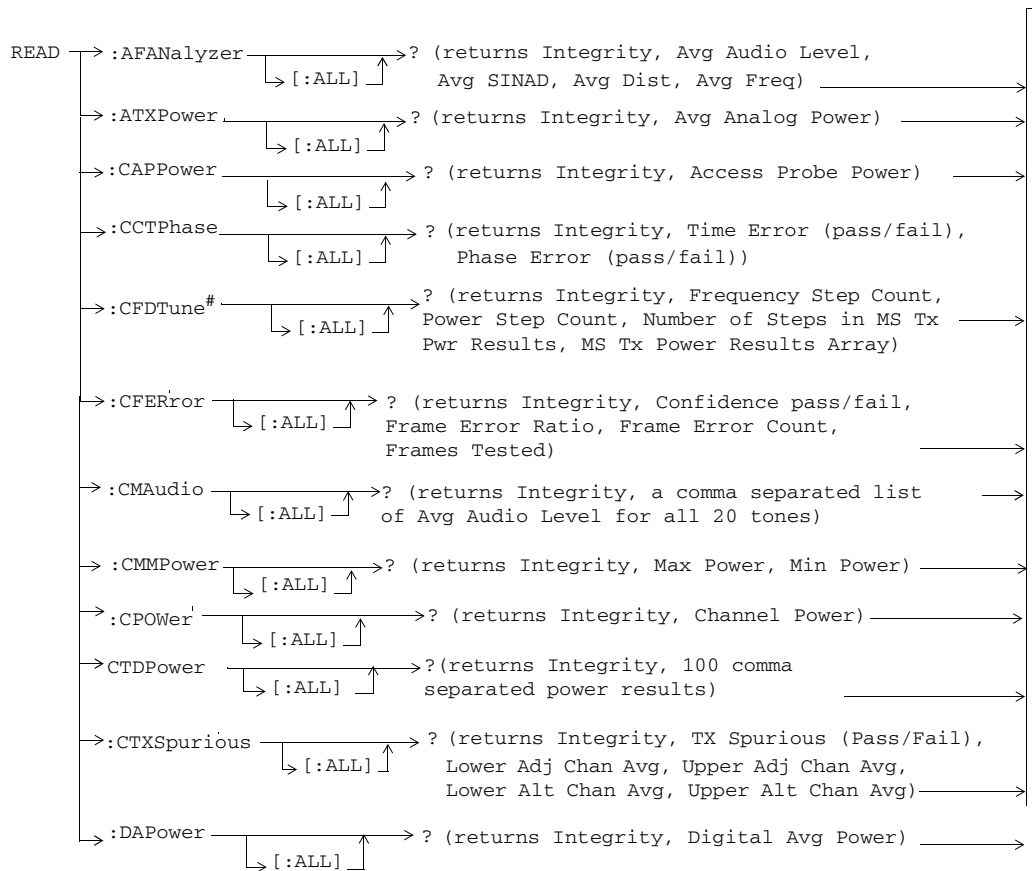 READ :AFANalyzer ? (returns Integrity, Avg Audio Level,
[:ALL] Avg SINAD, Avg Dist, Avg Freq)
:ATXPower ? (returns Integrity, Avg Analog Power)
[:ALL]
:CAPPower ? (returns Integrity, Access Probe Power)
[:ALL]
:CCTPhase ? (returns Integrity, Time Error (pass/fail),
[:ALL] Phase Error (pass/fail))
:CFDTune# ? (returns Integrity, Frequency Step Count,
[:ALL] Power Step Count, Number of Steps in MS Tx
Pwr Results, MS Tx Power Results Array)
:CFERror ? (returns Integrity, Confidence pass/fail,
[:ALL] Frame Error Ratio, Frame Error Count,
Frames Tested)
:CMAudio ? (returns Integrity, a comma separated list
[:ALL] of Avg Audio Level for all 20 tones)
:CMMPower ? (returns Integrity, Max Power, Min Power)
[:ALL]
:CPOWer ? (returns Integrity, Channel Power)
[:ALL]
CTDPower ?(returns Integrity, 100 comma
[:ALL] separated power results)
:CTXSpurious ? (returns Integrity, TX Spurious (Pass/Fail),
[:ALL] Lower Adj Chan Avg, Upper Adj Chan Avg,
Lower Alt Chan Avg, Upper Alt Chan Avg)
:DAPower ? (returns Integrity, Digital Avg Power)
[:ALL]